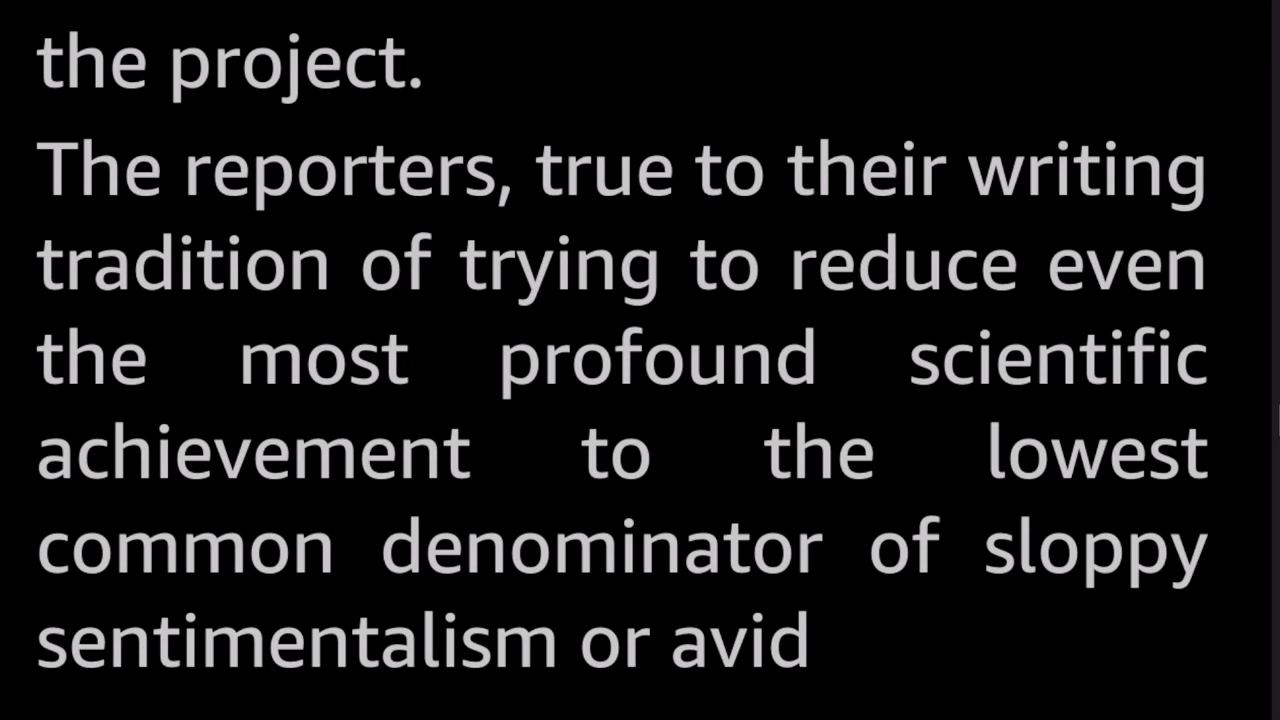 the project.
The reporters, true to their writing
tradition of trying to reduce even
the most profound scientific
achievement to the lowest
common denominator of sloppy
sentimentalism or avid